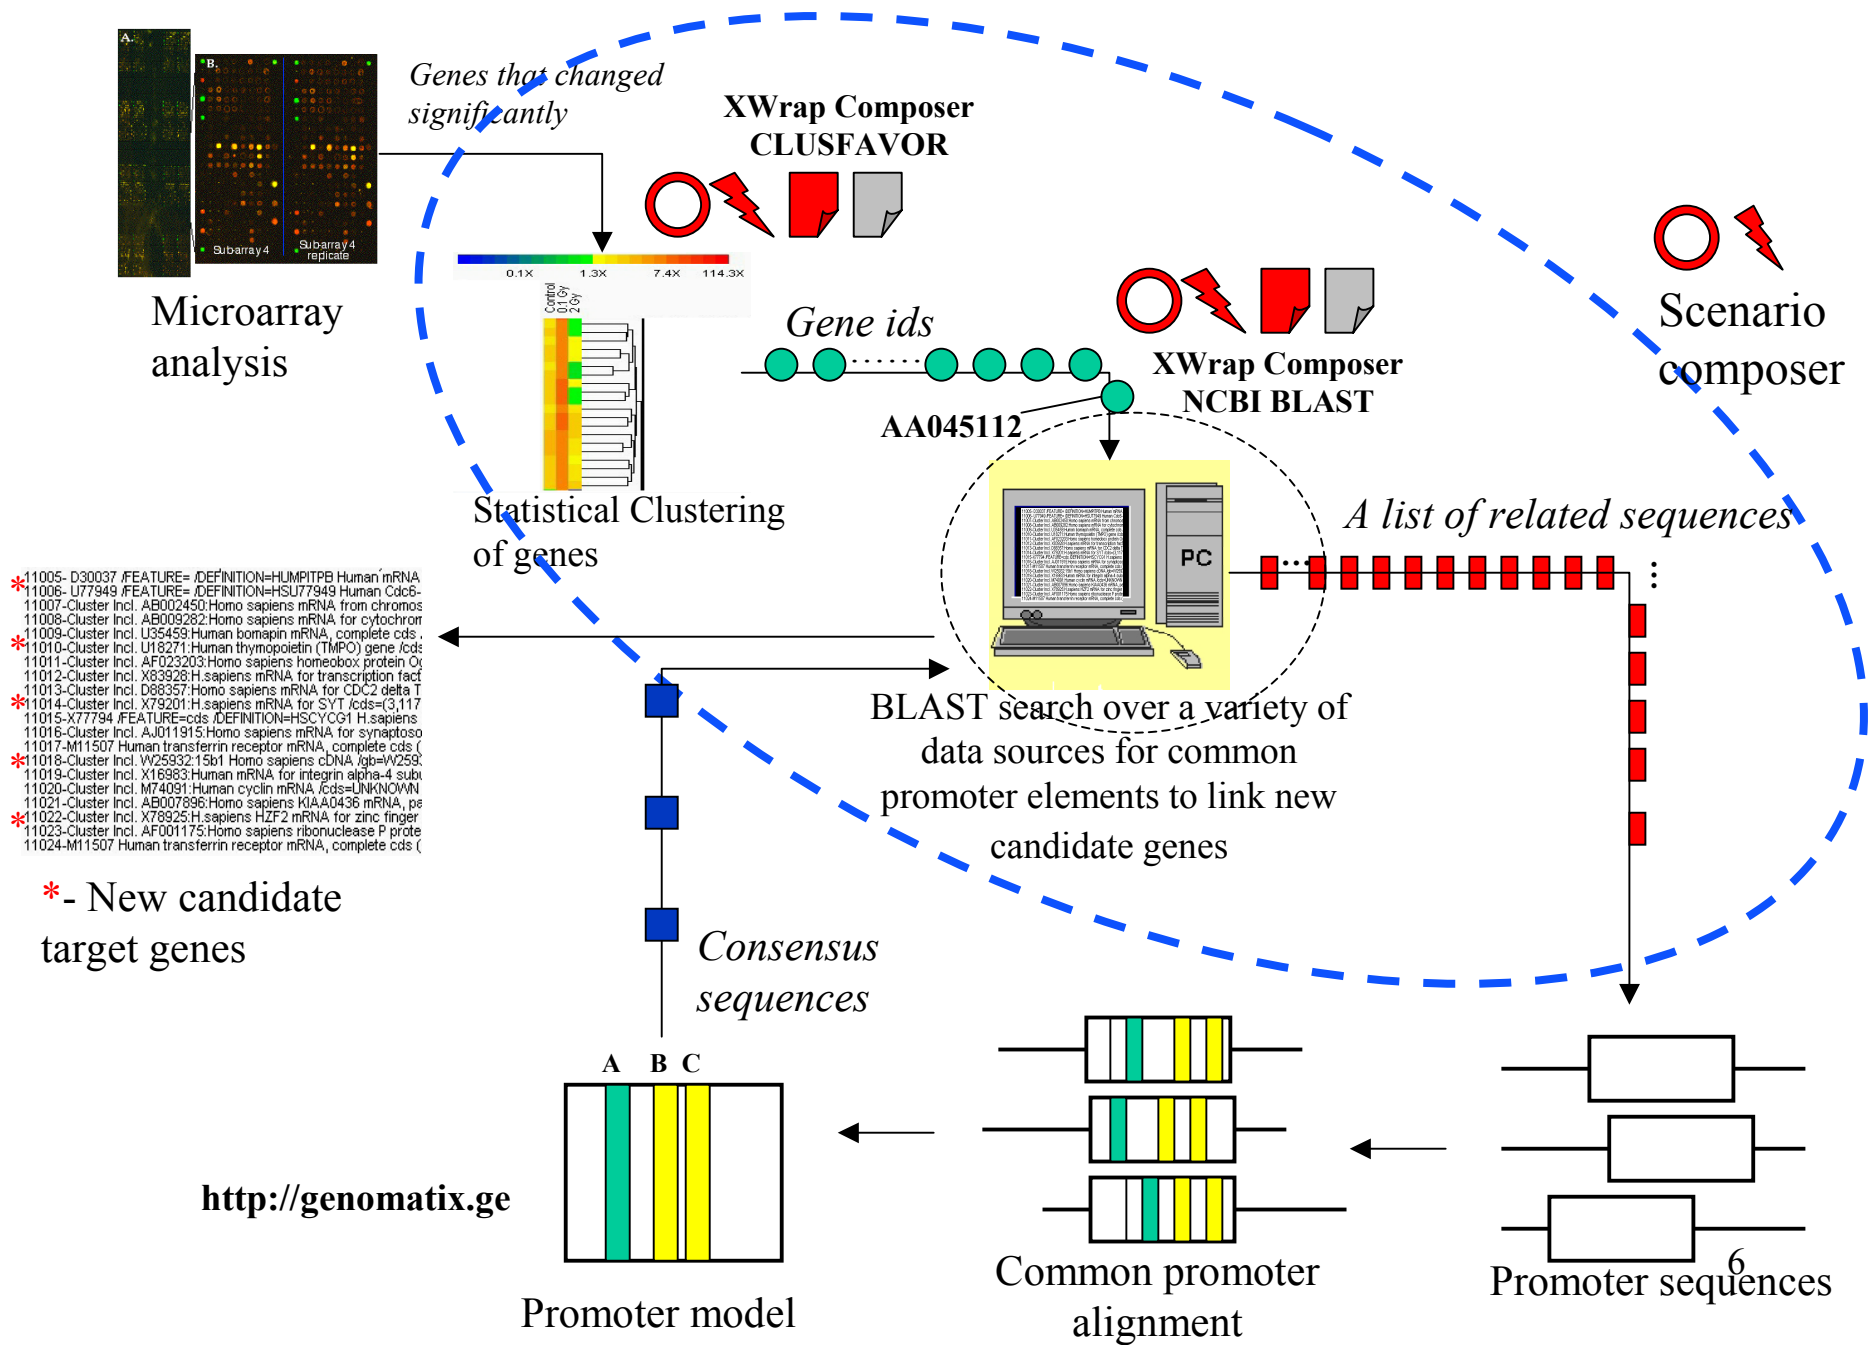 A.
B.
Sub-array 4
Sub-array 4
replicate
Genes that changed
significantly
XWrap Composer
CLUSFAVOR
Microarray
analysis
0.1X 1.3X 7.4X 114.3X
Control
0.1 Gy
2 Gy
Statistical Clustering
of genes
Gene ids
AA045112
XWrap Composer
NCBI BLAST
Scenario
composer
PC
A list of related sequences
BLAST search over a variety of
data sources for common
promoter elements to link new
candidate genes
*11005- D30037 /FEATURE= /DEFINITION=HUMPITPB Human mRNA
11006- U77949 /FEATURE= /DEFINITION=HSU77949 Human Cdc6-
11007-Cluster Incl. AB002450:Homo sapiens mRNA from chromos
11008-Cluster Incl. AB009282:Homo sapiens mRNA for cytochrom
11009-Cluster Incl. U35459:Human bomapin mRNA, complete cds
*11010-Cluster Incl. U18271:Human thymopoietin (TMPO) gene /cds
11011-Cluster Incl. AF023203:Homo sapiens homeobox protein
11012-Cluster Incl. X83928:H.sapiens mRNA for transcription fact
11013-Cluster Incl. D88357:Homo sapiens mRNA for CDC2 delta T
*11014-Cluster Incl. X79201:H.sapiens mRNA for SYT /cds=(3,117
11015-X77794 /FEATURE=cds /DEFINITION=HSCYCG1 H.sapiens
11016-Cluster Incl. AJ011915:Homo sapiens mRNA for synaptoso
11017-M11507 Human transferrin receptor mRNA, complete cds (
*11018-Cluster Incl. W25932:15b1 Homo sapiens cDNA /gb=W259
11019-Cluster Incl. X16983:Human mRNA for integrin alpha-4 subu
11020-Cluster Incl. M74091:Human cyclin mRNA /cds=UNKNOWN
11021-Cluster Incl. AB007896:Homo sapiens KIAA0436 mRNA, pa
*11022-Cluster Incl. X78925:H.sapiens HZF2 mRNA for zinc finger
11023-Cluster Incl. AF001175:Homo sapiens ribonuclease P prote
11024-M11507 Human transferrin receptor mRNA, complete cds (
*- New candidate
target genes
Consensus
sequences
A B C
http://genomatix.ge
Promoter model
Common promoter
alignment
Promoter sequences
6